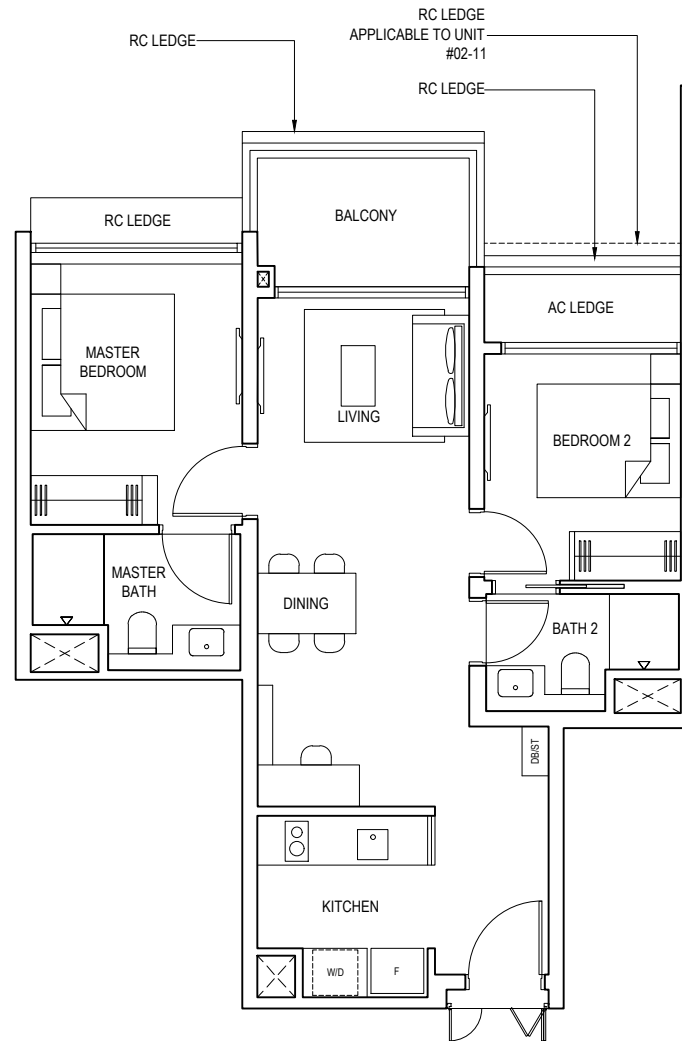 RC LEDGE
APPLICABLE TO UNIT
#02-11
RC LEDGE
RC LEDGE
RC LEDGE
BALCONY
AC LEDGE
MASTER
BEDROOM
LIVING
BEDROOM 2
MASTER
BATH
DINING
BATH 2
DB/ST
KITCHEN
W/D
F